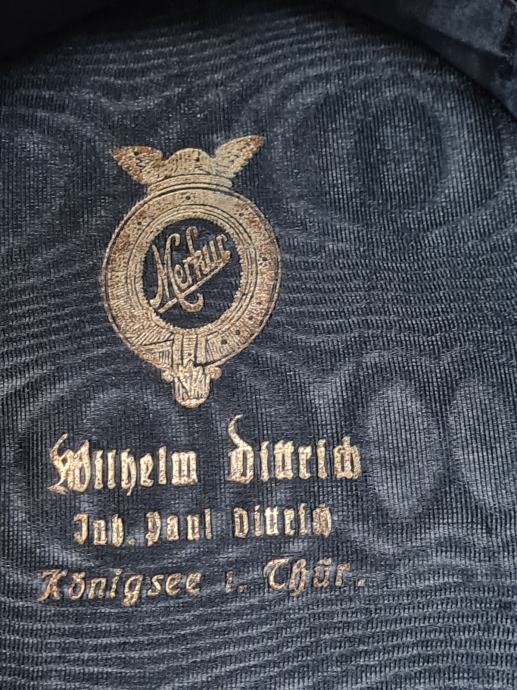 Merkur
Wilhelm Dittrich
Inh. Paul Dittrich
Königsee i. Thür.